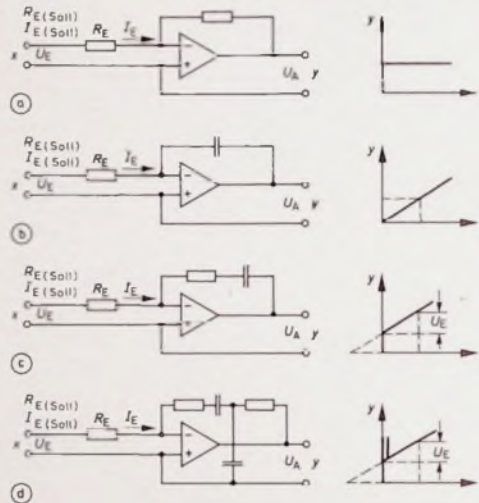 R_E(Soll)
I_E(Soll) R_E I_E
x U_E U_A y y
a
R_E(Soll)
I_E(Soll) R_E I_E
x U_E U_A y y
b
R_E(Soll)
I_E(Soll) R_E I_E
x U_E U_A y y U_E
c
R_E(Soll)
I_E(Soll) R_E I_E
x U_E U_A y y U_E
d